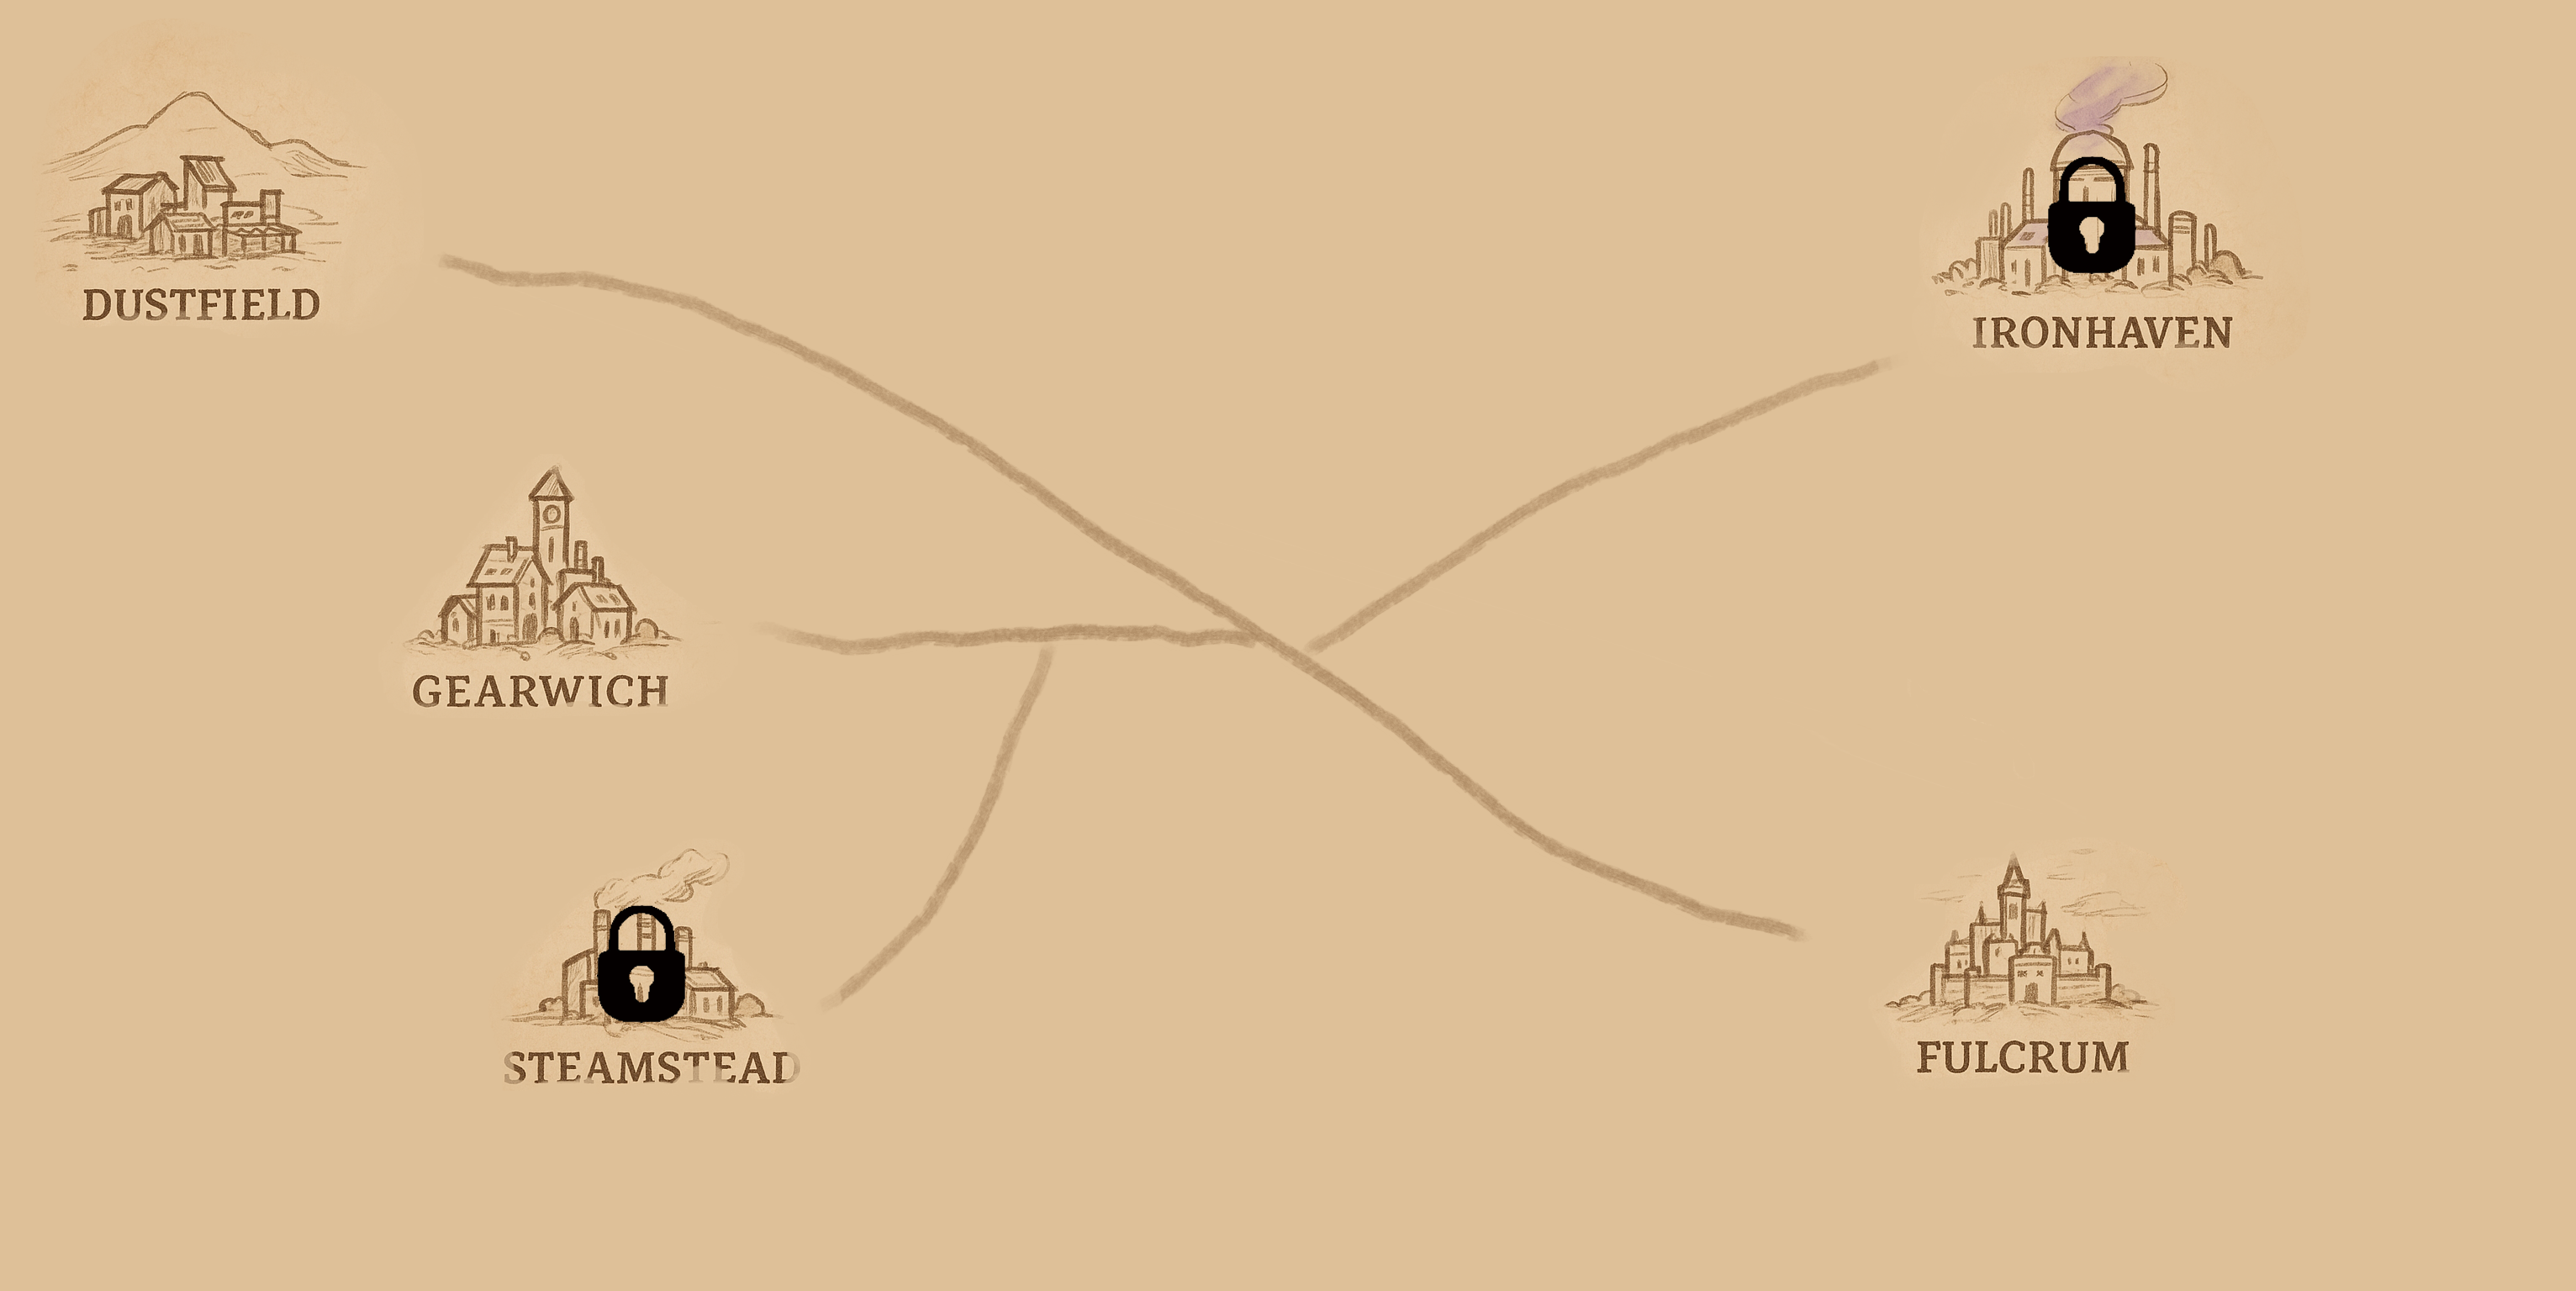 DUSTFIELD
IRONHAVEN
GEARWICH
STEAMSTEAD
FULCRUM